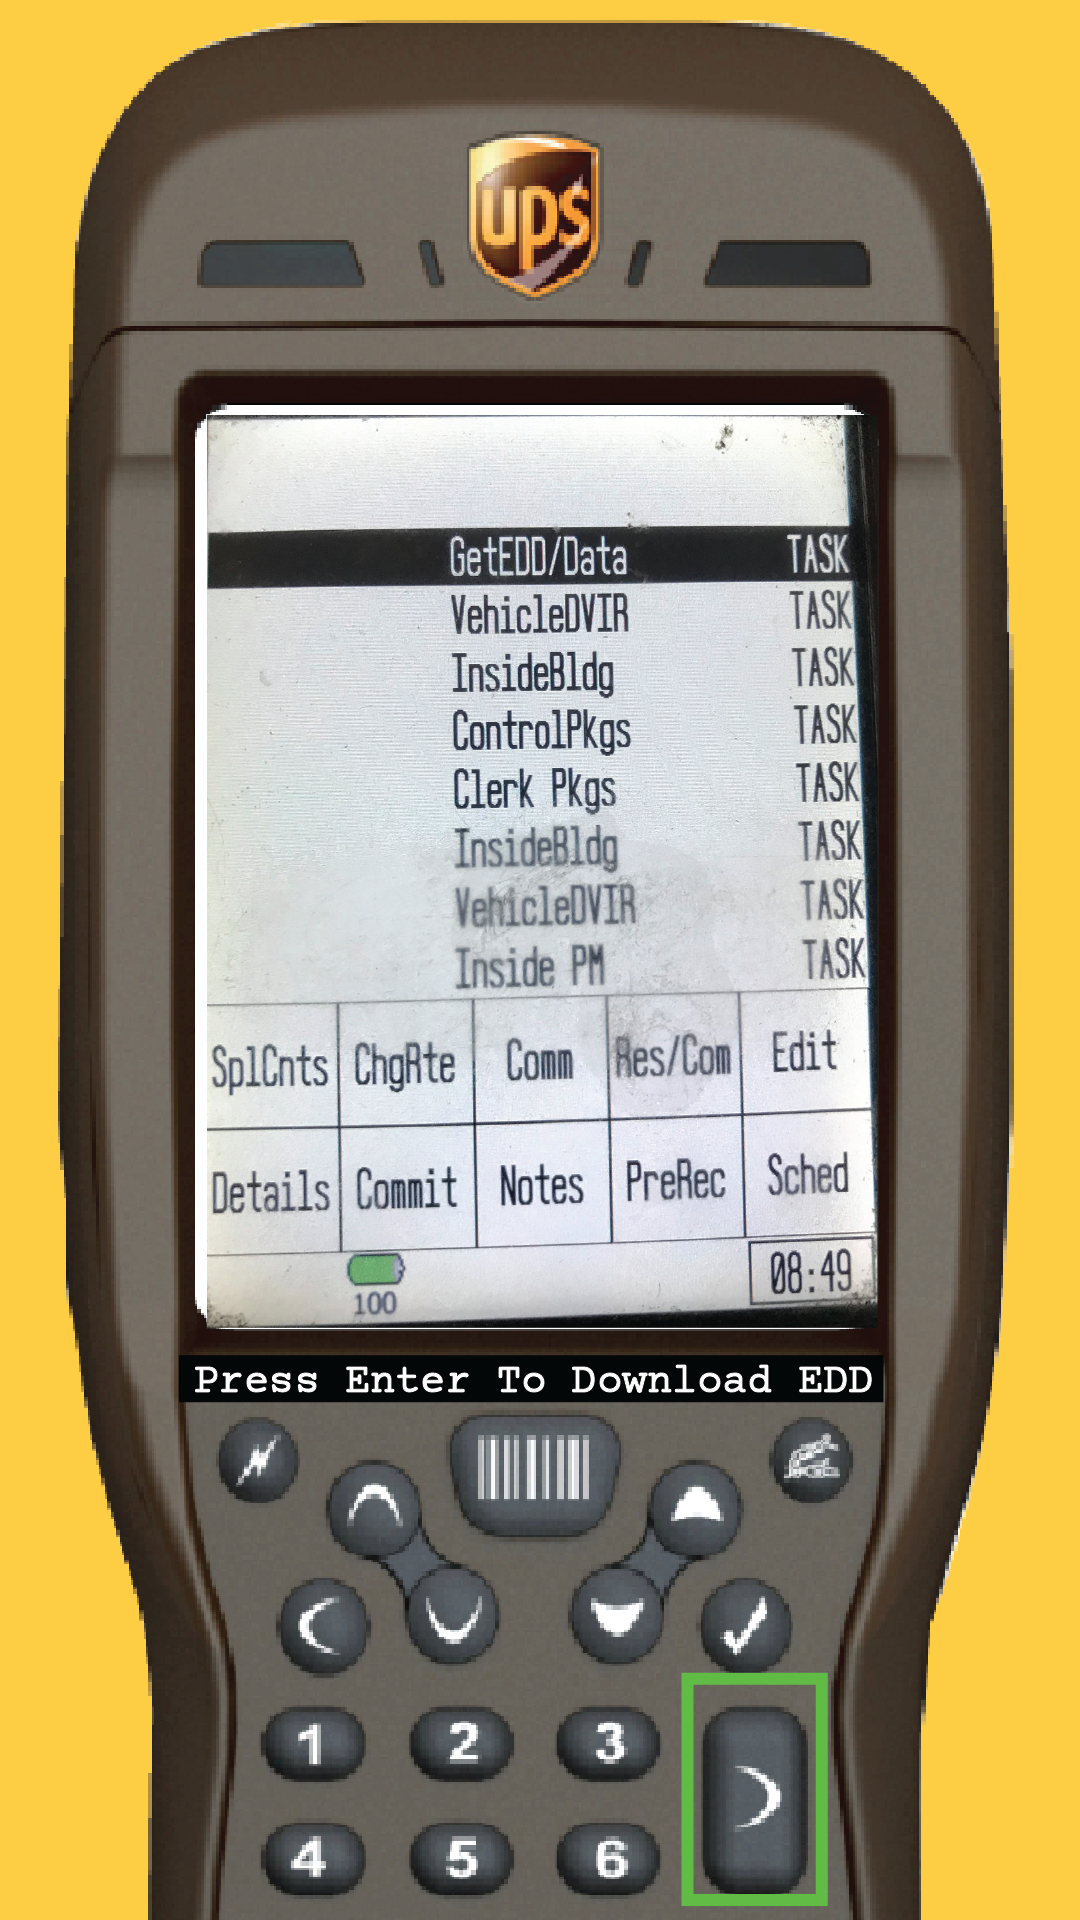 ups
GetEDD/Data TASK
VehicleDVIR TASK
InsideBldg TASK
ControlPkgs TASK
Clerk Pkgs TASK
InsideBldg TASK
VehicleDVIR TASK
Inside PM TASK
SplCnts ChgRte Comm Res/Com Edit
Details Commit Notes PreRec Sched
100 08:49
Press Enter To Download EDD
1 2 3
4 5 6